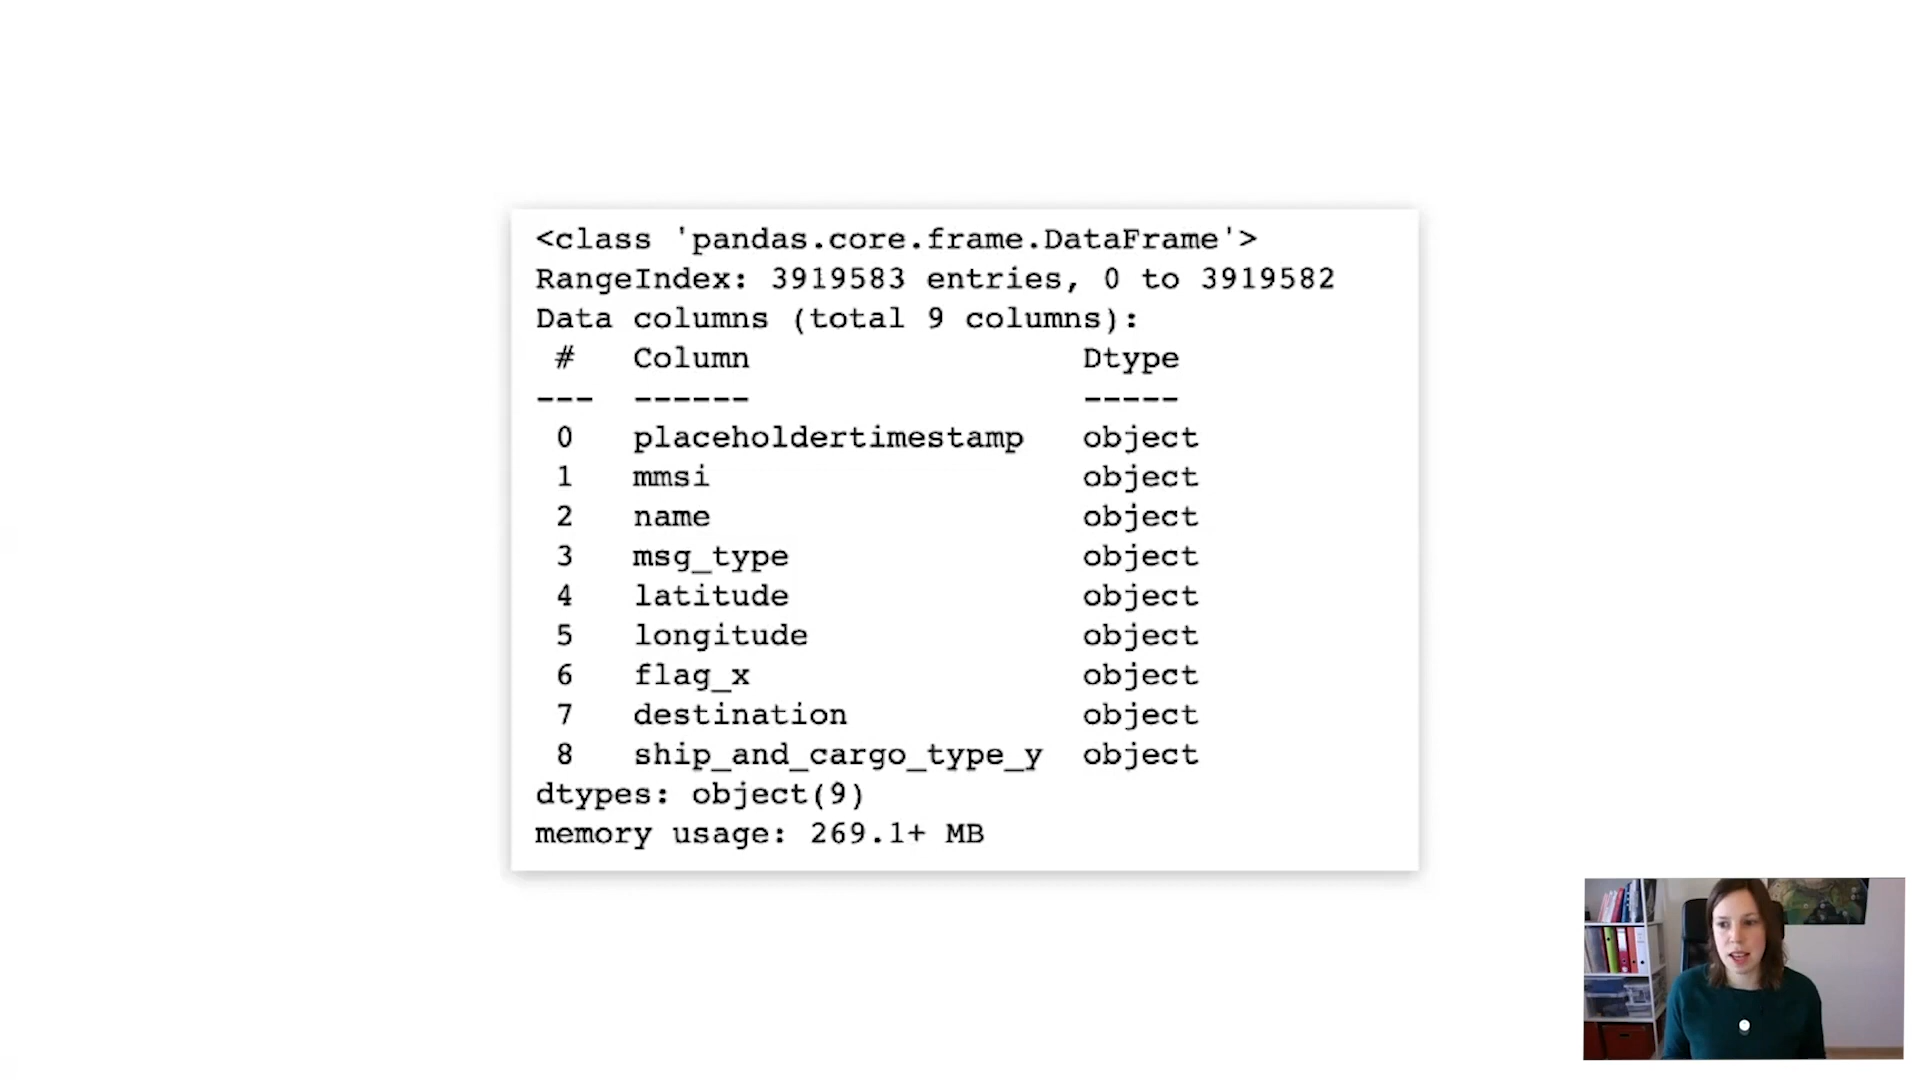 <class 'pandas.core.frame.DataFrame'>
RangeIndex: 3919583 entries, 0 to 3919582
Data columns (total 9 columns):
# Column Dtype
--- ------ -----
0 placeholdertimestamp object
1 mmsi object
2 name object
3 msg_type object
4 latitude object
5 longitude object
6 flag_x object
7 destination object
8 ship_and_cargo_type_y object
dtypes: object(9)
memory usage: 269.1+ MB